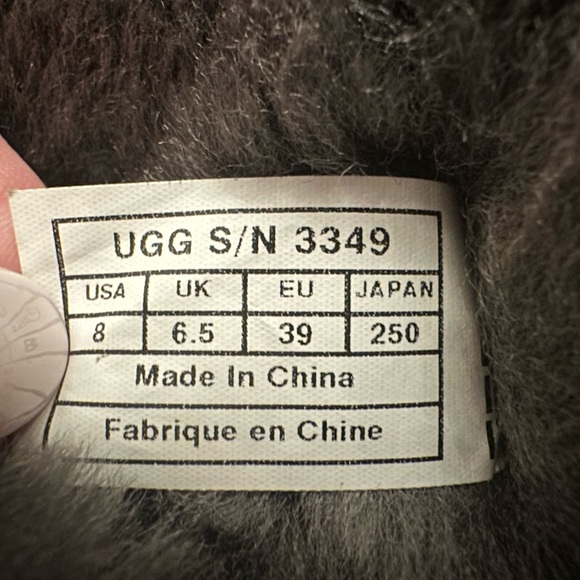 UGG S/N 3349
USA UK EU JAPAN
8 6.5 39 250
Made In China
Fabrique en Chine